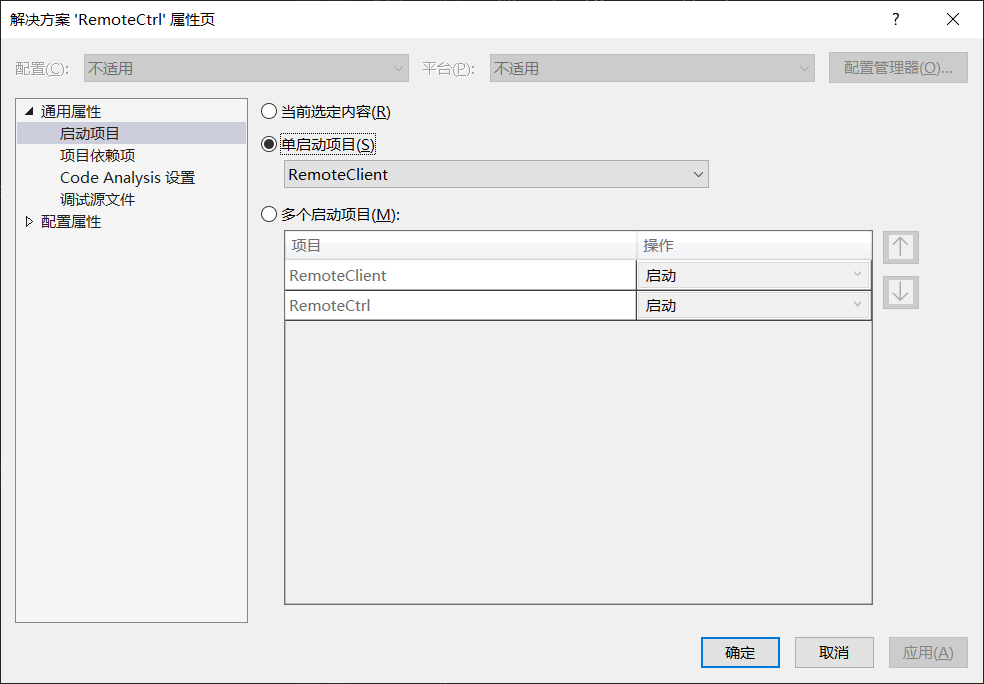 解决方案 'RemoteCtrl' 属性页
配置(C): 不适用 平台(P): 不适用 配置管理器(O)...
通用属性
启动项目
项目依赖项
Code Analysis 设置
调试源文件
配置属性
当前选定内容(R)
单启动项目(S)
RemoteClient
多个启动项目(M):
项目 操作
RemoteClient 启动
RemoteCtrl 启动
确定 取消 应用(A)